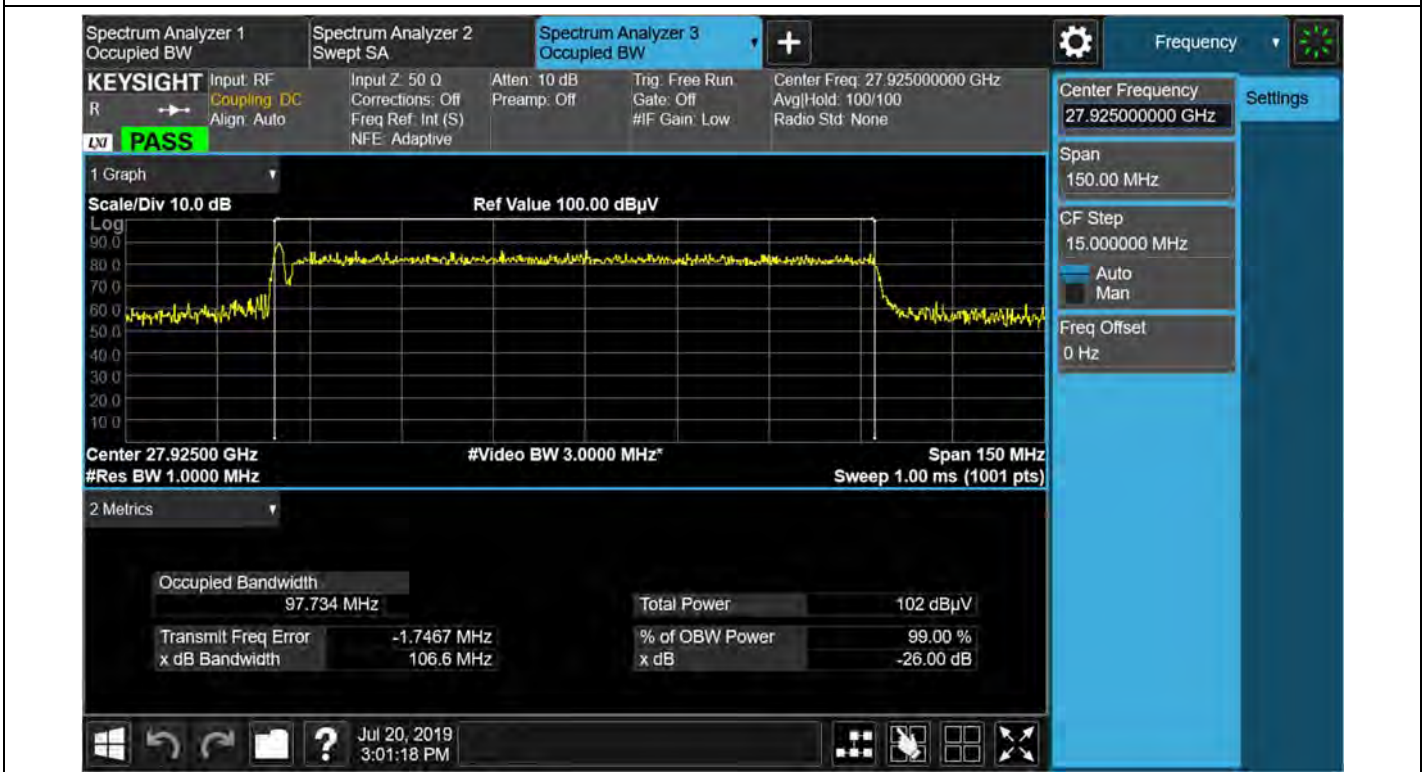 Spectrum Analyzer 1
Occupied BW
Spectrum Analyzer 2
Swept SA
Spectrum Analyzer 3
Occupied BW
Frequency
KEYSIGHT
R
LXI
PASS
Input: RF
Coupling: DC
Align: Auto
Input Z: 50 Ω
Corrections: Off
Freq Ref: Int (S)
NFE: Adaptive
Atten: 10 dB
Preamp: Off
Trig: Free Run
Gate: Off
#IF Gain: Low
Center Freq: 27.925000000 GHz
Avg|Hold: 100/100
Radio Std: None
Center Frequency
27.925000000 GHz
Settings
Span
150.00 MHz
CF Step
15.000000 MHz
Auto
Man
Freq Offset
0 Hz
1 Graph
Scale/Div 10.0 dB
Ref Value 100.00 dBµV
Log
90.0
80.0
70.0
60.0
50.0
40.0
30.0
20.0
10.0
Center 27.92500 GHz
#Video BW 3.0000 MHz*
Span 150 MHz
#Res BW 1.0000 MHz
Sweep 1.00 ms (1001 pts)
2 Metrics
Occupied Bandwidth
97.734 MHz
Total Power 102 dBµV
Transmit Freq Error -1.7467 MHz
% of OBW Power 99.00 %
x dB Bandwidth 106.6 MHz
x dB -26.00 dB
?
Jul 20, 2019
3:01:18 PM